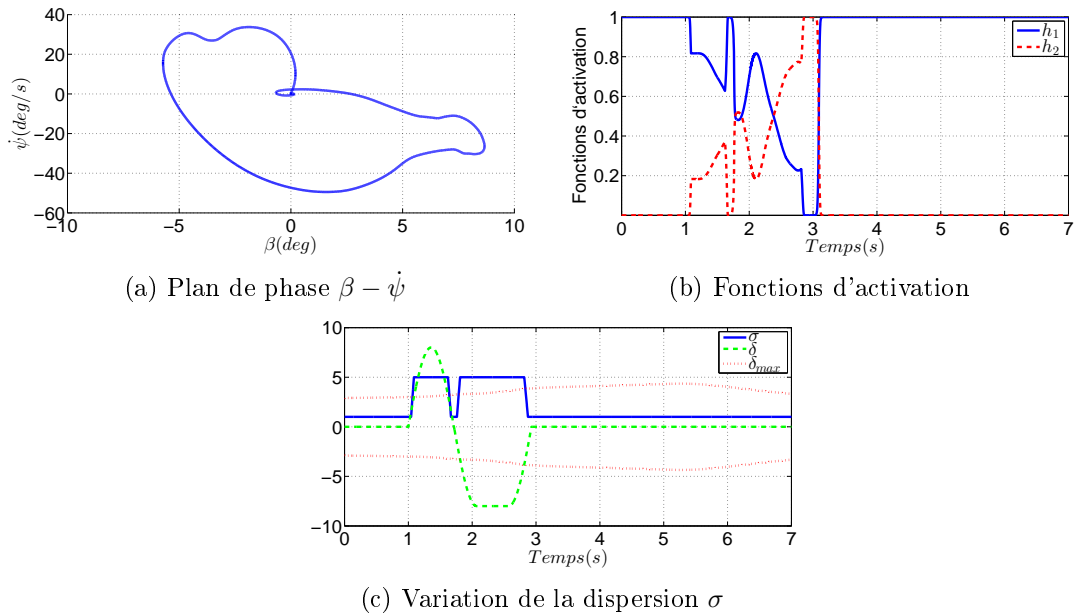 40
20
0
−20
−40
−60
−10
−5
0
5
10
ψ̇(deg/s)
β(deg)
(a) Plan de phase β − ψ̇
1
0.8
0.6
0.4
0.2
0
1
2
3
4
5
6
7
Fonctions d'activation
Temps(s)
h₁
h₂
(b) Fonctions d'activation
10
5
0
−5
−10
0
1
2
3
4
5
6
7
Temps(s)
σ
δ
δₘₐₓ
(c) Variation de la dispersion σ